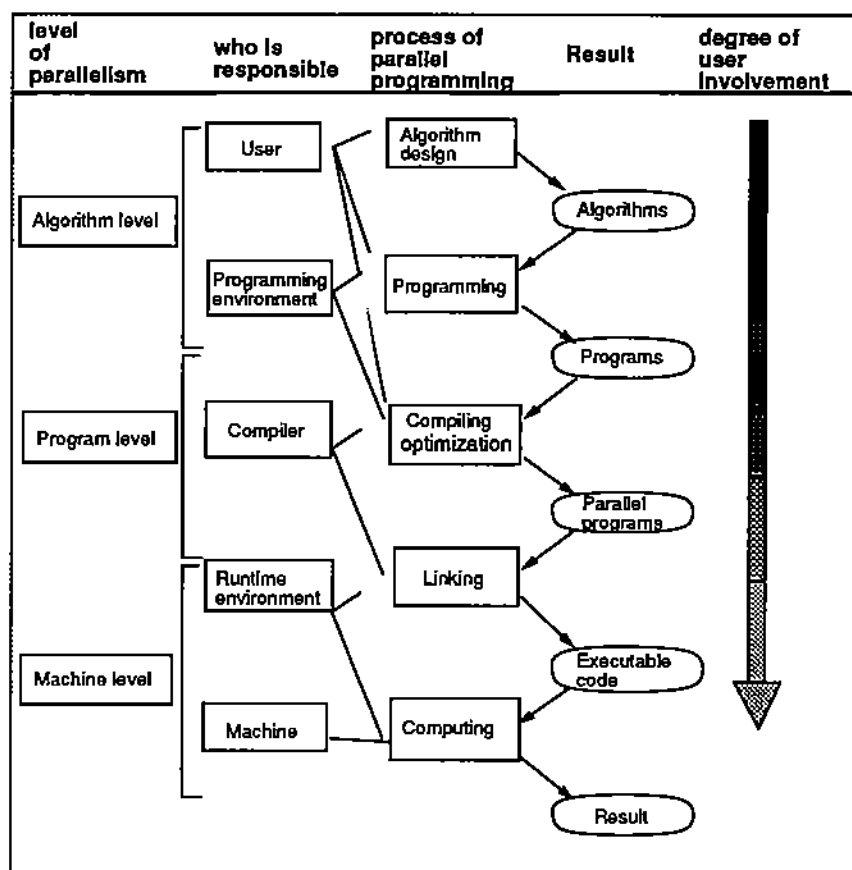 level
of
parallelism
who is
responsible
process of
parallel
programming
Result
degree of
user
involvement
User
Algorithm
design
Algorithms
Algorithm level
Programming
environment
Programming
Programs
Program level
Compiler
Compiling
optimization
Parallel
programs
Runtime
environment
Linking
Executable
code
Machine level
Machine
Computing
Result